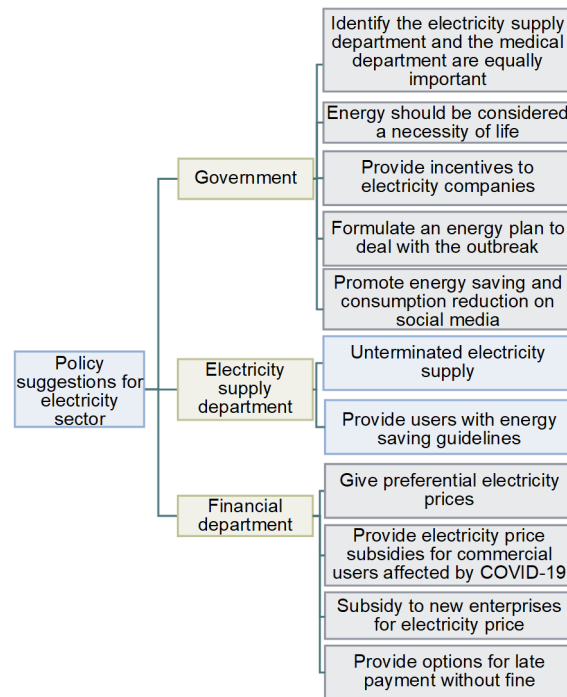 Policy
suggestions for
electricity
sector
Government
Identify the electricity supply
department and the medical
department are equally
important
Energy should be considered
a necessity of life
Provide incentives to
electricity companies
Formulate an energy plan to
deal with the outbreak
Promote energy saving and
consumption reduction on
social media
Electricity
supply
department
Unterminated electricity
supply
Provide users with energy
saving guidelines
Financial
department
Give preferential electricity
prices
Provide electricity price
subsidies for commercial
users affected by COVID-19
Subsidy to new enterprises
for electricity price
Provide options for late
payment without fine